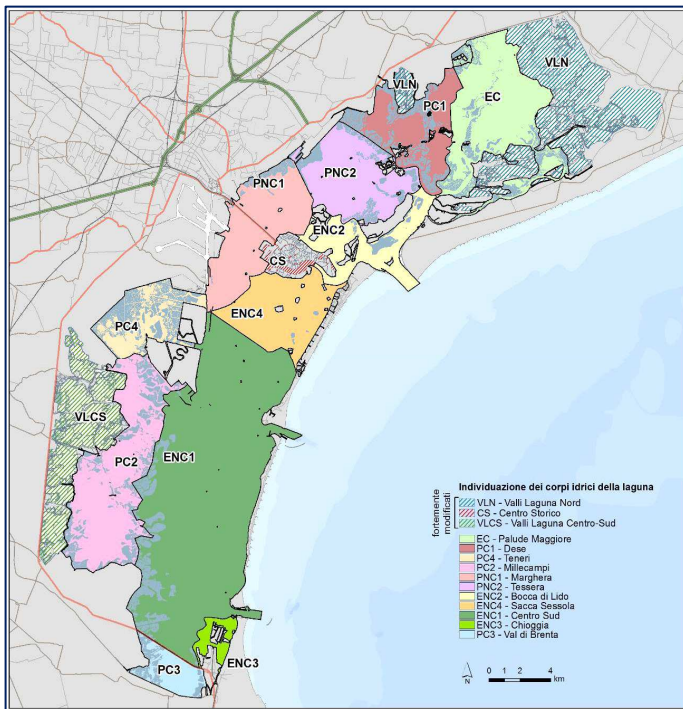 VLN
VLN
PC1
EC
PNC2
PNC1
ENC2
CS
ENC4
PC4
VLCS
PC2
ENC1
PC3
ENC3
Individuazione dei corpi idrici della laguna
fortemente
modificati
VLN - Valli Laguna Nord
CS - Centro Storico
VLCS - Valli Laguna Centro-Sud
EC - Palude Maggiore
PC1 - Dese
PC4 - Teneri
PC2 - Millecampi
PNC1 - Marghera
PNC2 - Tessera
ENC2 - Bocca di Lido
ENC4 - Sacca Sessola
ENC1 - Centro Sud
ENC3 - Chioggia
PC3 - Val di Brenta
N
0 1 2 4
km